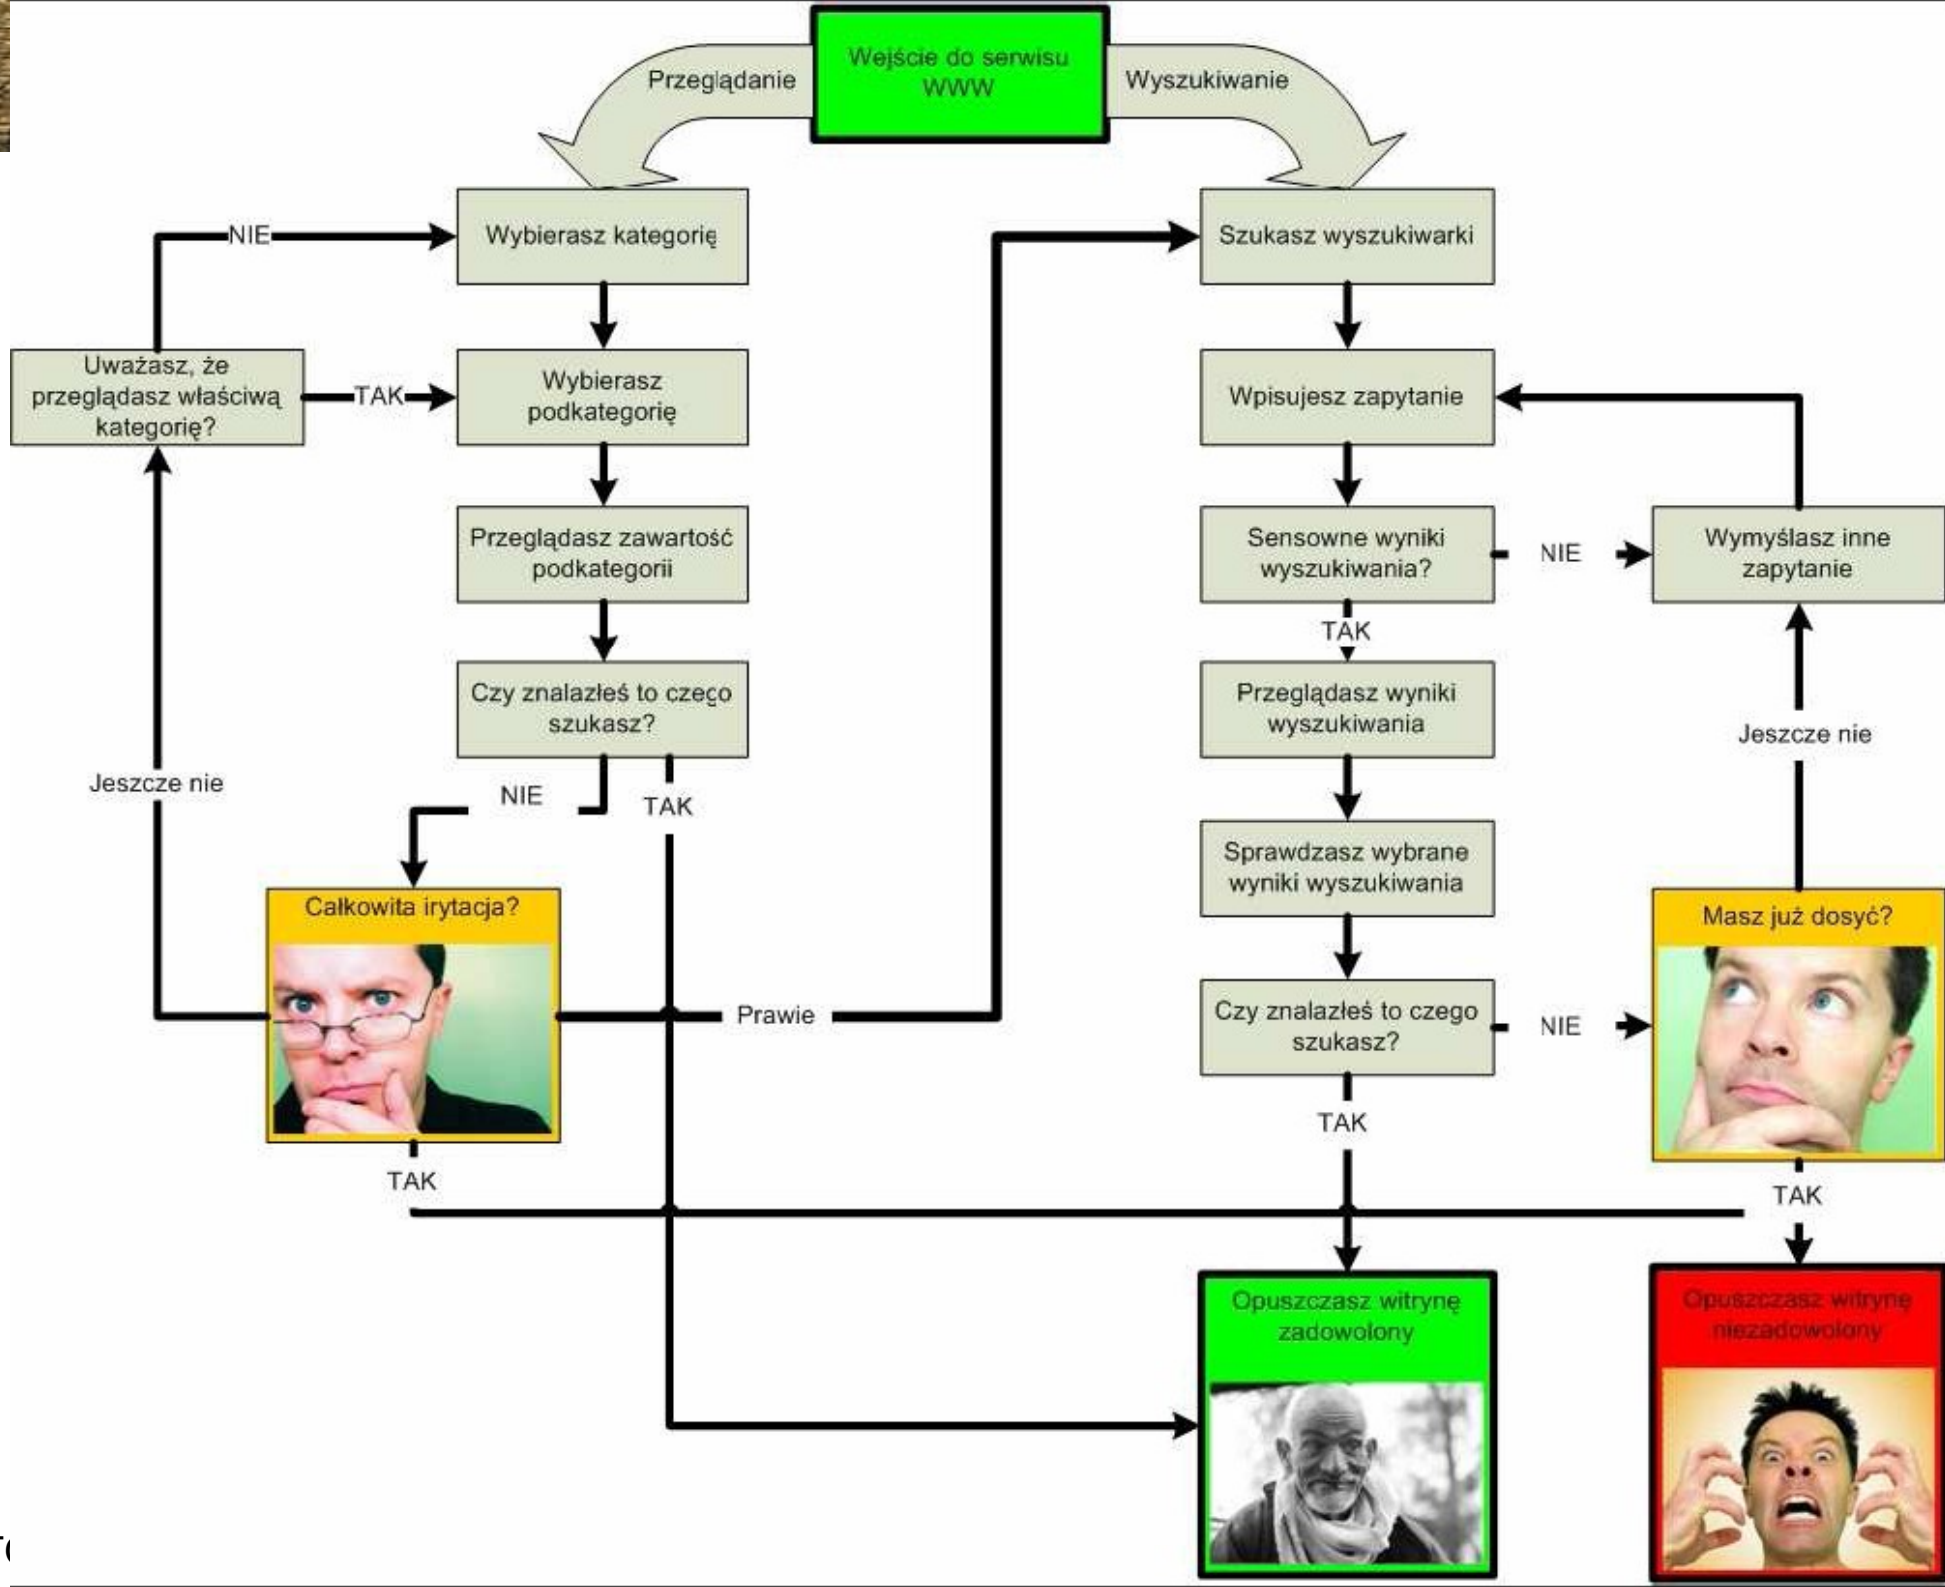 Wejście do serwisu
WWW
Przeglądanie
Wyszukiwanie
NIE
Wybierasz kategorię
Szukasz wyszukiwarki
Uważasz, że
przeglądasz właściwą
kategorię?
TAK
Wybierasz
podkategorię
Wpisujesz zapytanie
Przeglądasz zawartość
podkategorii
Sensowne wyniki
wyszukiwania?
NIE
Wymyślasz inne
zapytanie
TAK
Czy znalazłeś to czego
szukasz?
Przeglądasz wyniki
wyszukiwania
Jeszcze nie
Jeszcze nie
NIE
TAK
Sprawdzasz wybrane
wyniki wyszukiwania
Całkowita irytacja?
Masz już dosyć?
Prawie
Czy znalazłeś to czego
szukasz?
NIE
TAK
TAK
TAK
Opuszczasz witrynę
zadowolony
Opuszczasz witrynę
niezadowolony